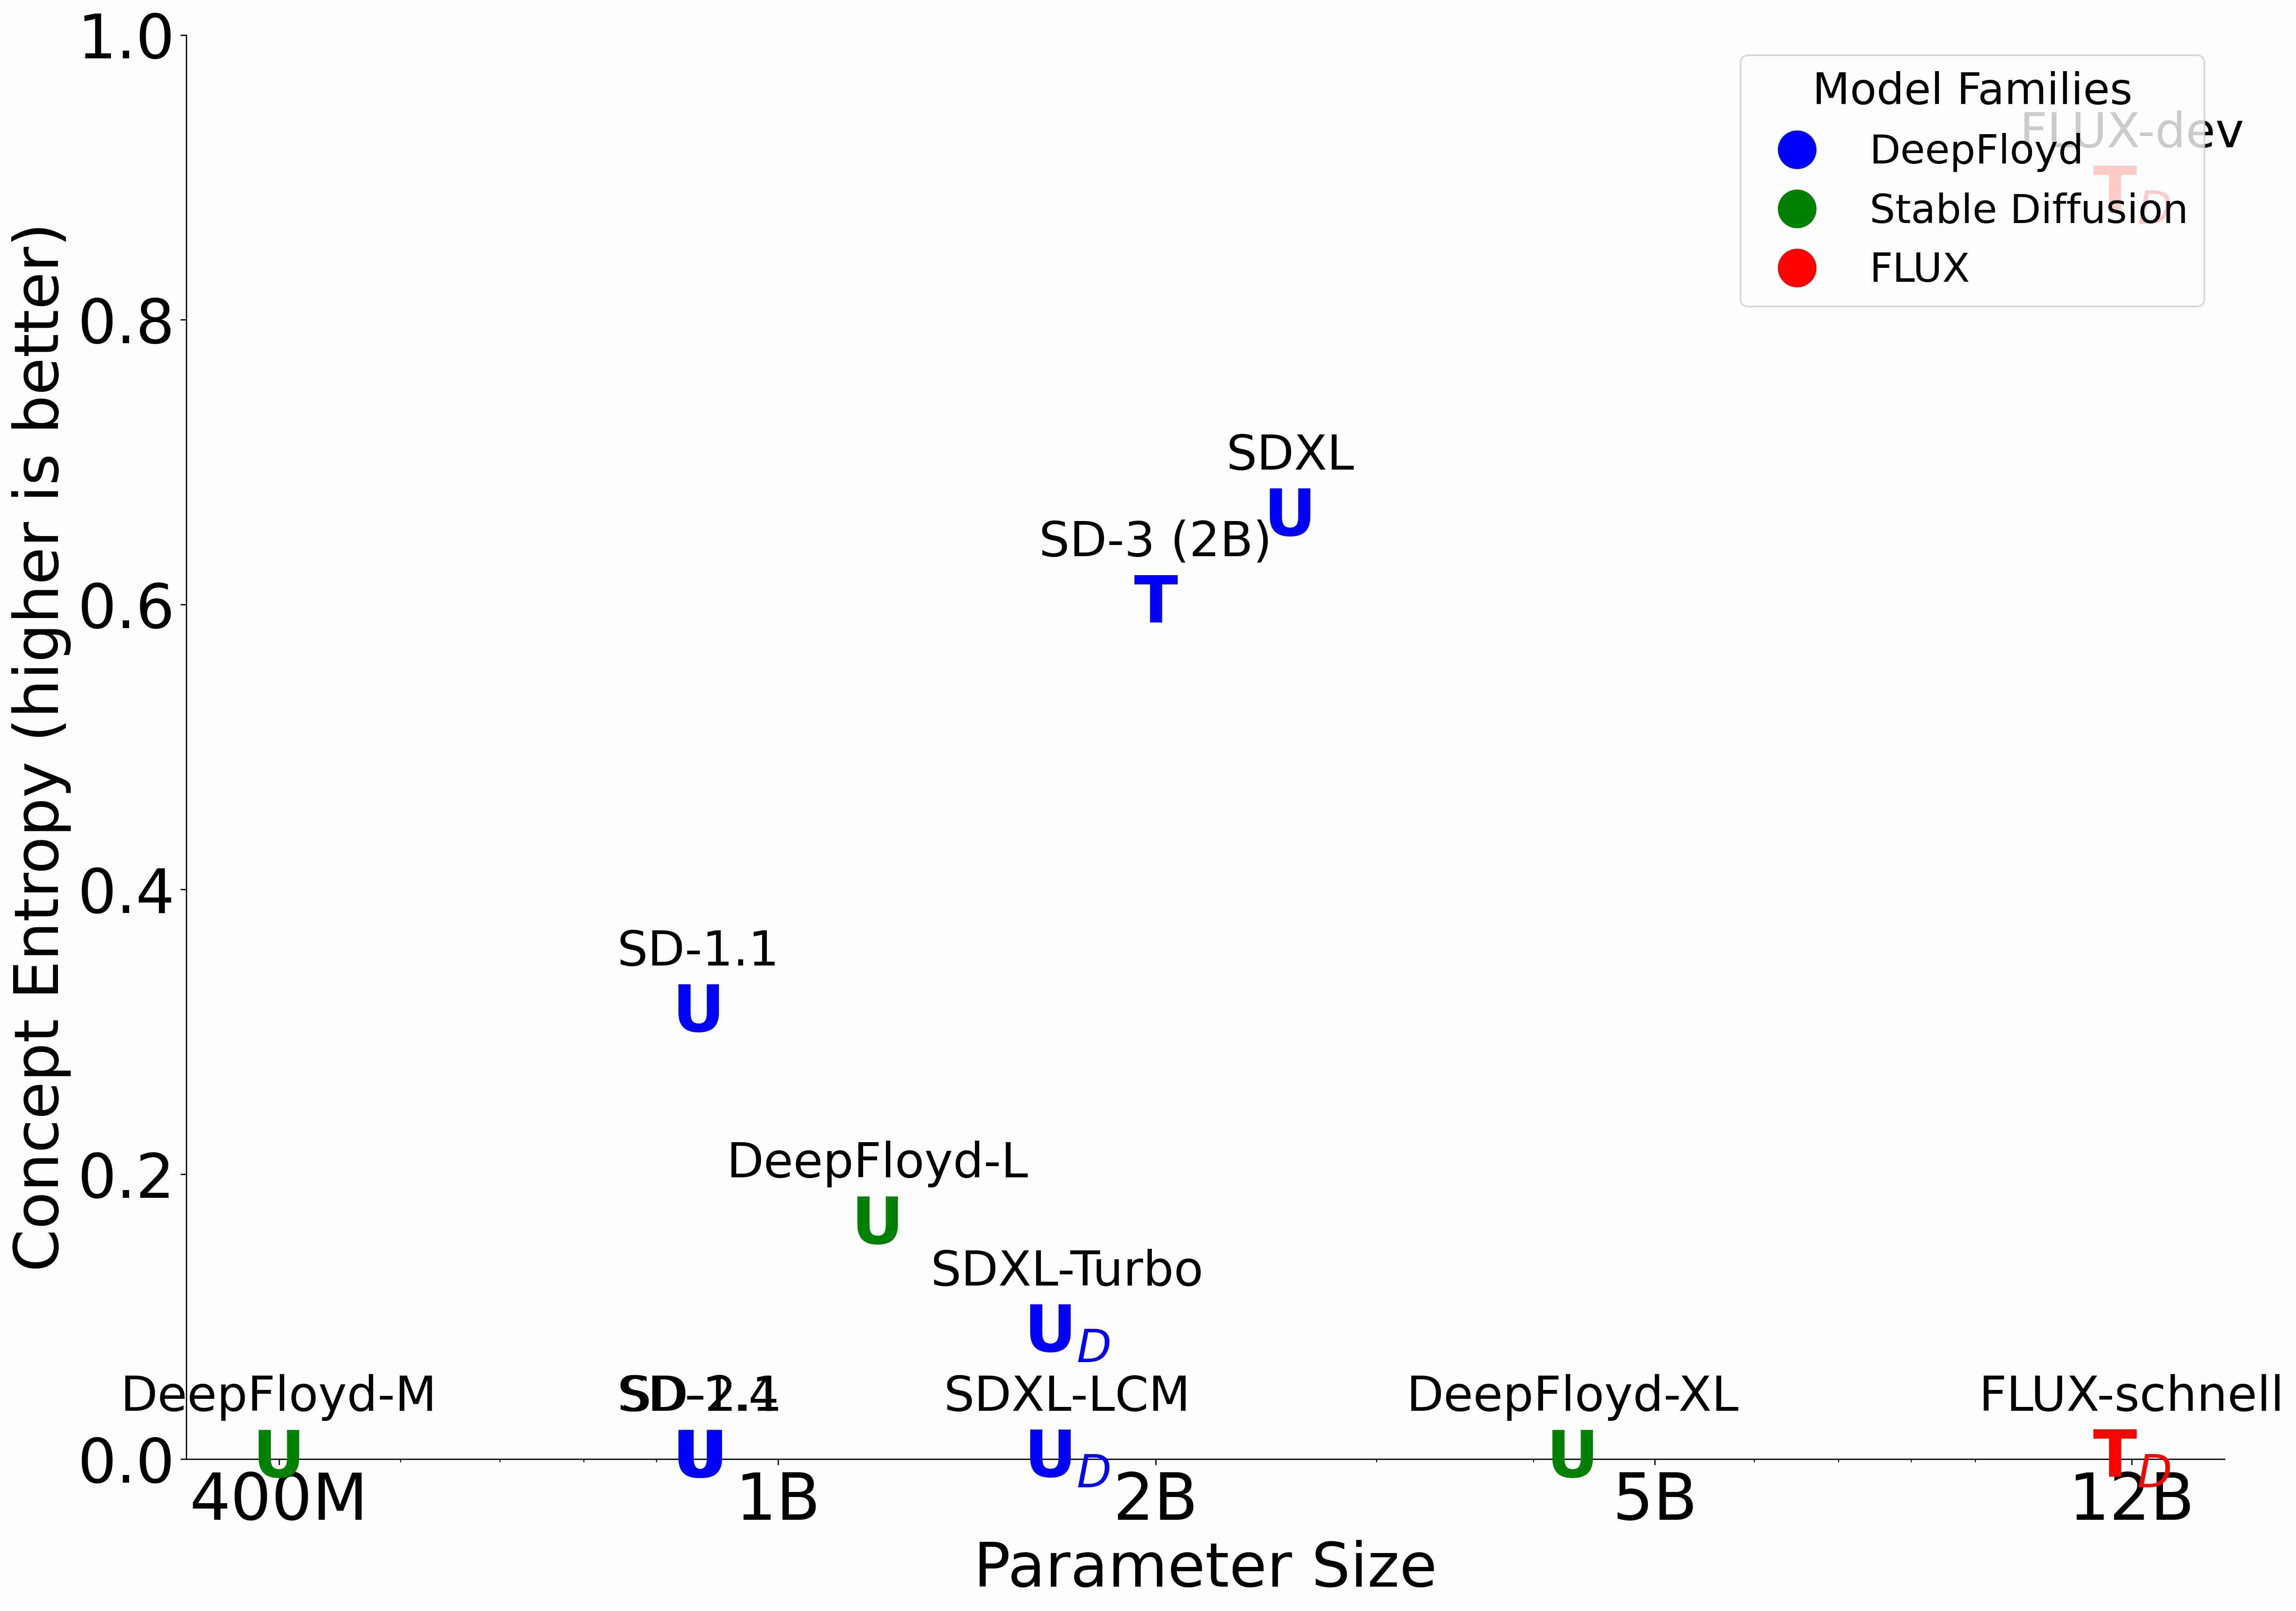 1.0
0.8
0.6
0.4
0.2
0.0
Concept Entropy (higher is better)
Model Families
DeepFloyd
Stable Diffusion
FLUX
FLUX-dev
T D
SDXL
U
SD-3 (2B)
T
SD-1.1
U
DeepFloyd-L
U
SDXL-Turbo
U D
DeepFloyd-M
U
U
SDXL-LCM
U D
DeepFloyd-XL
U
FLUX-schnell
T D
400M
1B
2B
5B
12B
Parameter Size